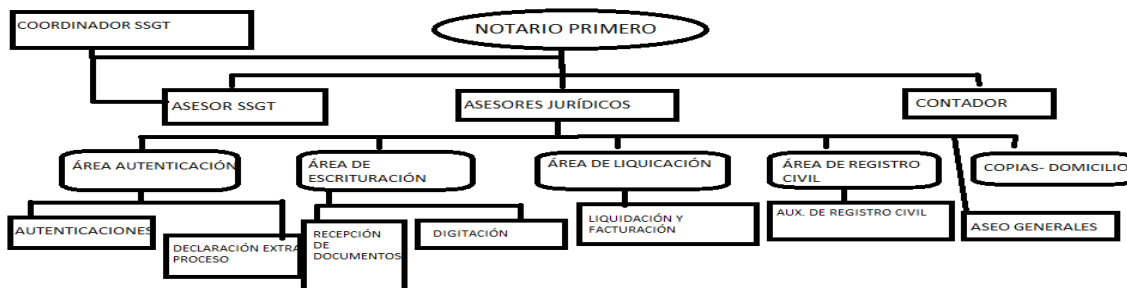 COORDINADOR SSGT
NOTARIO PRIMERO
ASESOR SSGT
ASESORES JURÍDICOS
CONTADOR
ÁREA AUTENTICACIÓN
ÁREA DE
ESCRITURACIÓN
ÁREA DE LIQUICACIÓN
ÁREA DE REGISTRO
CIVIL
COPIAS- DOMICILIO
AUTENTICACIONES
DECLARACIÓN EXTRA
PROCESO
RECEPCIÓN
DE
DOCUMENTOS
DIGITACIÓN
LIQUIDACIÓN Y
FACTURACIÓN
AUX. DE REGISTRO CIVIL
ASEO GENERALES